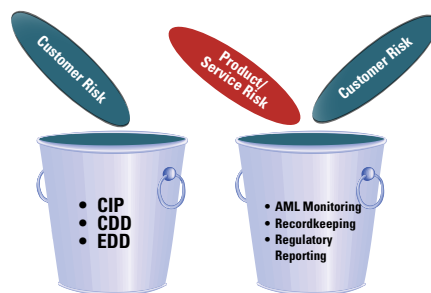 Customer Risk
Product/
Service Risk
Customer Risk
• CIP
• CDD
• EDD
• AML Monitoring
• Recordkeeping
• Regulatory
Reporting